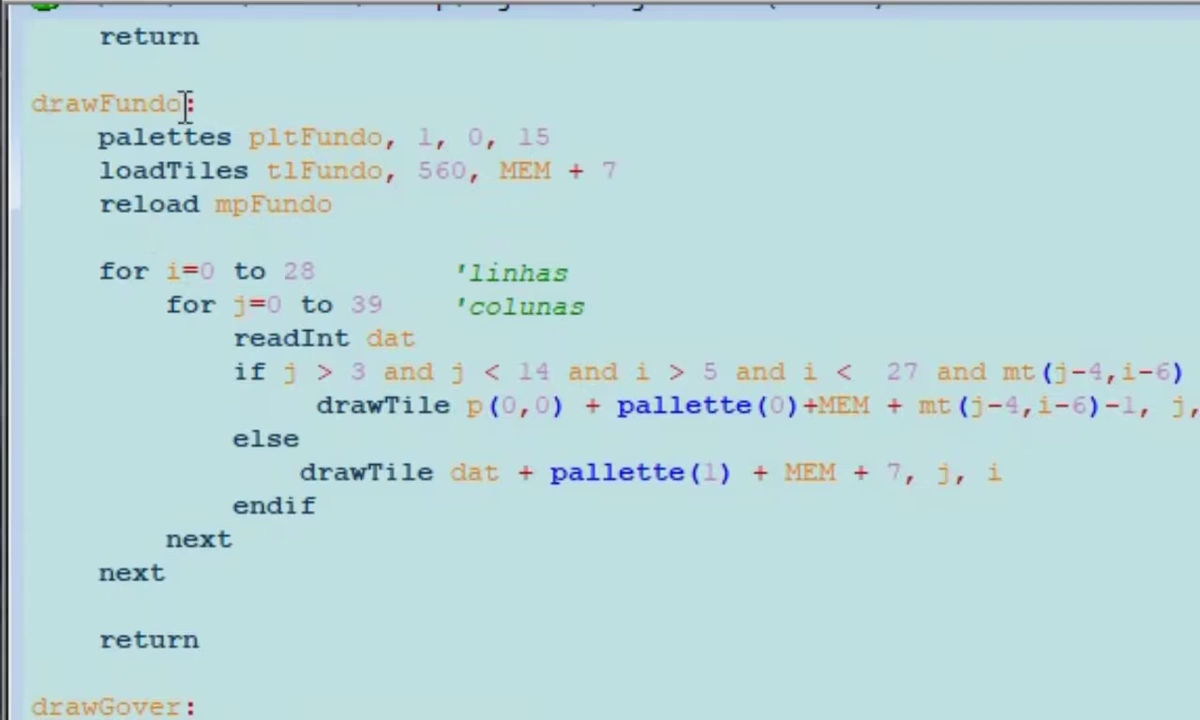 return
drawFundo:
palettes pltFundo, 1, 0, 15
loadTiles tlFundo, 560, MEM + 7
reload mpFundo
for i=0 to 28 'linhas
for j=0 to 39 'colunas
readInt dat
if j > 3 and j < 14 and i > 5 and i < 27 and mt(j-4,i-6)
drawTile p(0,0) + pallette(0)+MEM + mt(j-4,i-6)-1, j,
else
drawTile dat + pallette(1) + MEM + 7, j, i
endif
next
next
return
drawGover: